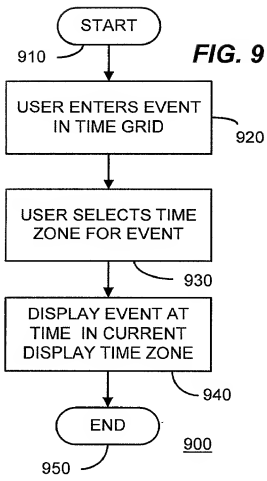 START
910
FIG. 9
USER ENTERS EVENT
IN TIME GRID
920
USER SELECTS TIME
ZONE FOR EVENT
930
DISPLAY EVENT AT
TIME IN CURRENT
DISPLAY TIME ZONE
940
END
900
950